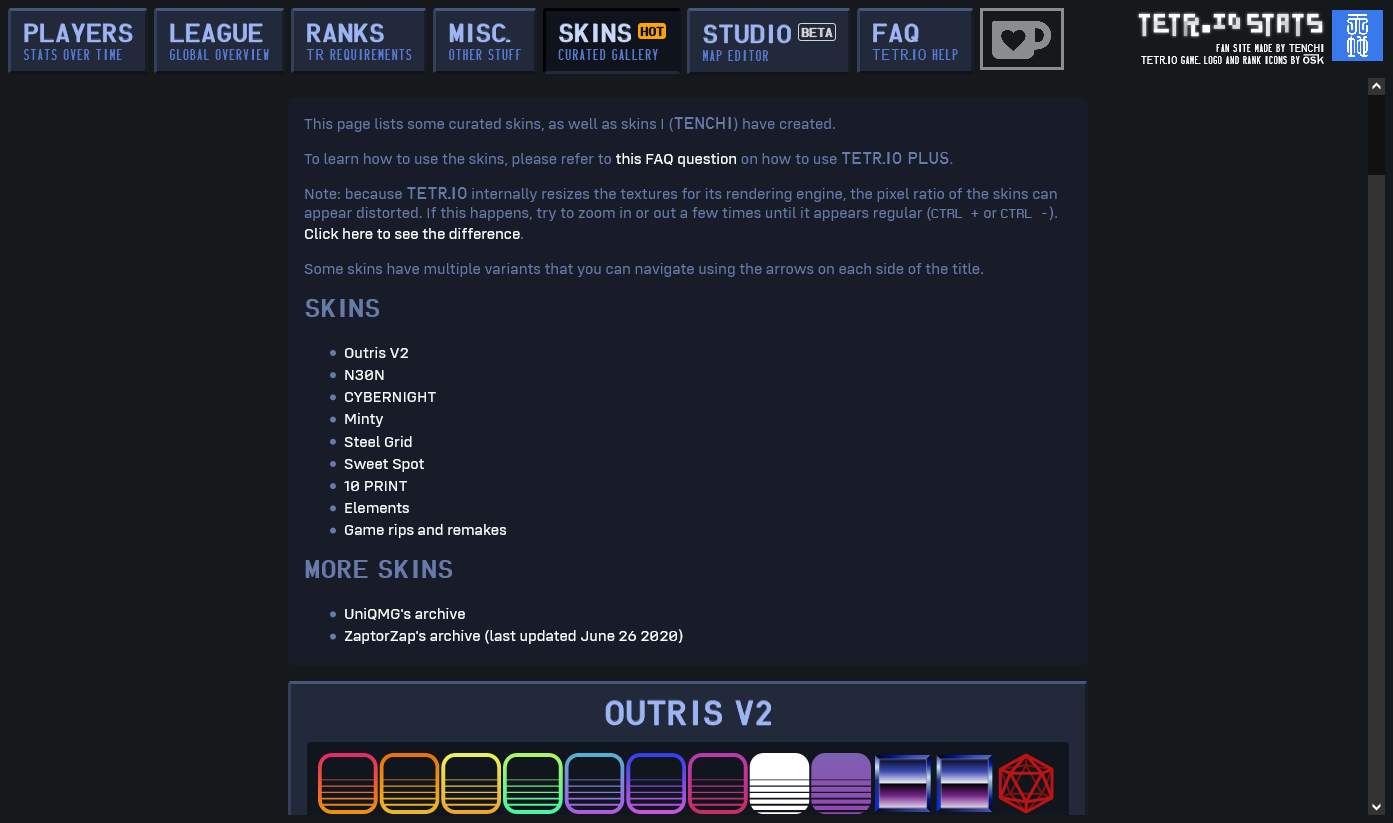 PLAYERS
STATS OVER TIME
LEAGUE
GLOBAL OVERVIEW
RANKS
TR REQUIREMENTS
MISC.
OTHER STUFF
SKINS HOT
CURATED GALLERY
STUDIO BETA
MAP EDITOR
FAQ
TETR.IO HELP
TETR.IO STATS
FAN SITE MADE BY TENCHI
TETR.IO GAME, LOGO AND RANK ICONS BY OSK
This page lists some curated skins, as well as skins I (TENCHI) have created.
To learn how to use the skins, please refer to this FAQ question on how to use TETR.IO PLUS.
Note: because TETR.IO internally resizes the textures for its rendering engine, the pixel ratio of the skins can
appear distorted. If this happens, try to zoom in or out a few times until it appears regular (CTRL + or CTRL -).
Click here to see the difference.
Some skins have multiple variants that you can navigate using the arrows on each side of the title.
SKINS
Outris V2
N30N
CYBERNIGHT
Minty
Steel Grid
Sweet Spot
10 PRINT
Elements
Game rips and remakes
MORE SKINS
UniQMG's archive
ZaptorZap's archive (last updated June 26 2020)
OUTRIS V2